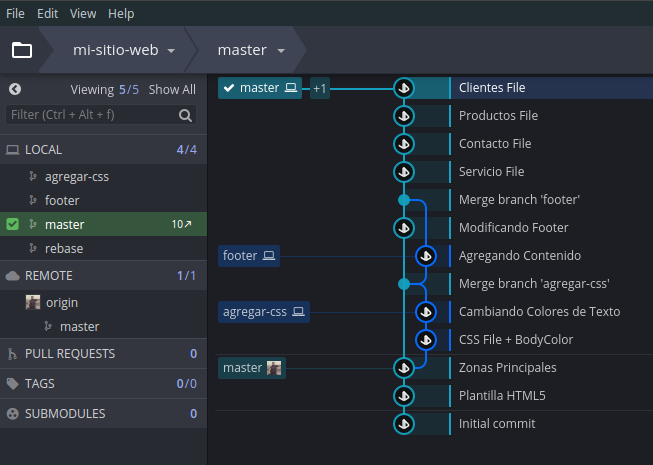 File Edit View Help
mi-sitio-web master
Viewing 5/5 Show All
Filter (Ctrl + Alt + f)
LOCAL 4/4
agregar-css
footer
master 10↗
rebase
REMOTE 1/1
origin
master
PULL REQUESTS 0
TAGS 0/0
SUBMODULES 0
master +1 Clientes File
Productos File
Contacto File
Servicio File
Merge branch 'footer'
Modificando Footer
footer Agregando Contenido
Merge branch 'agregar-css'
agregar-css Cambiando Colores de Texto
CSS File + BodyColor
master Zonas Principales
Plantilla HTML5
Initial commit